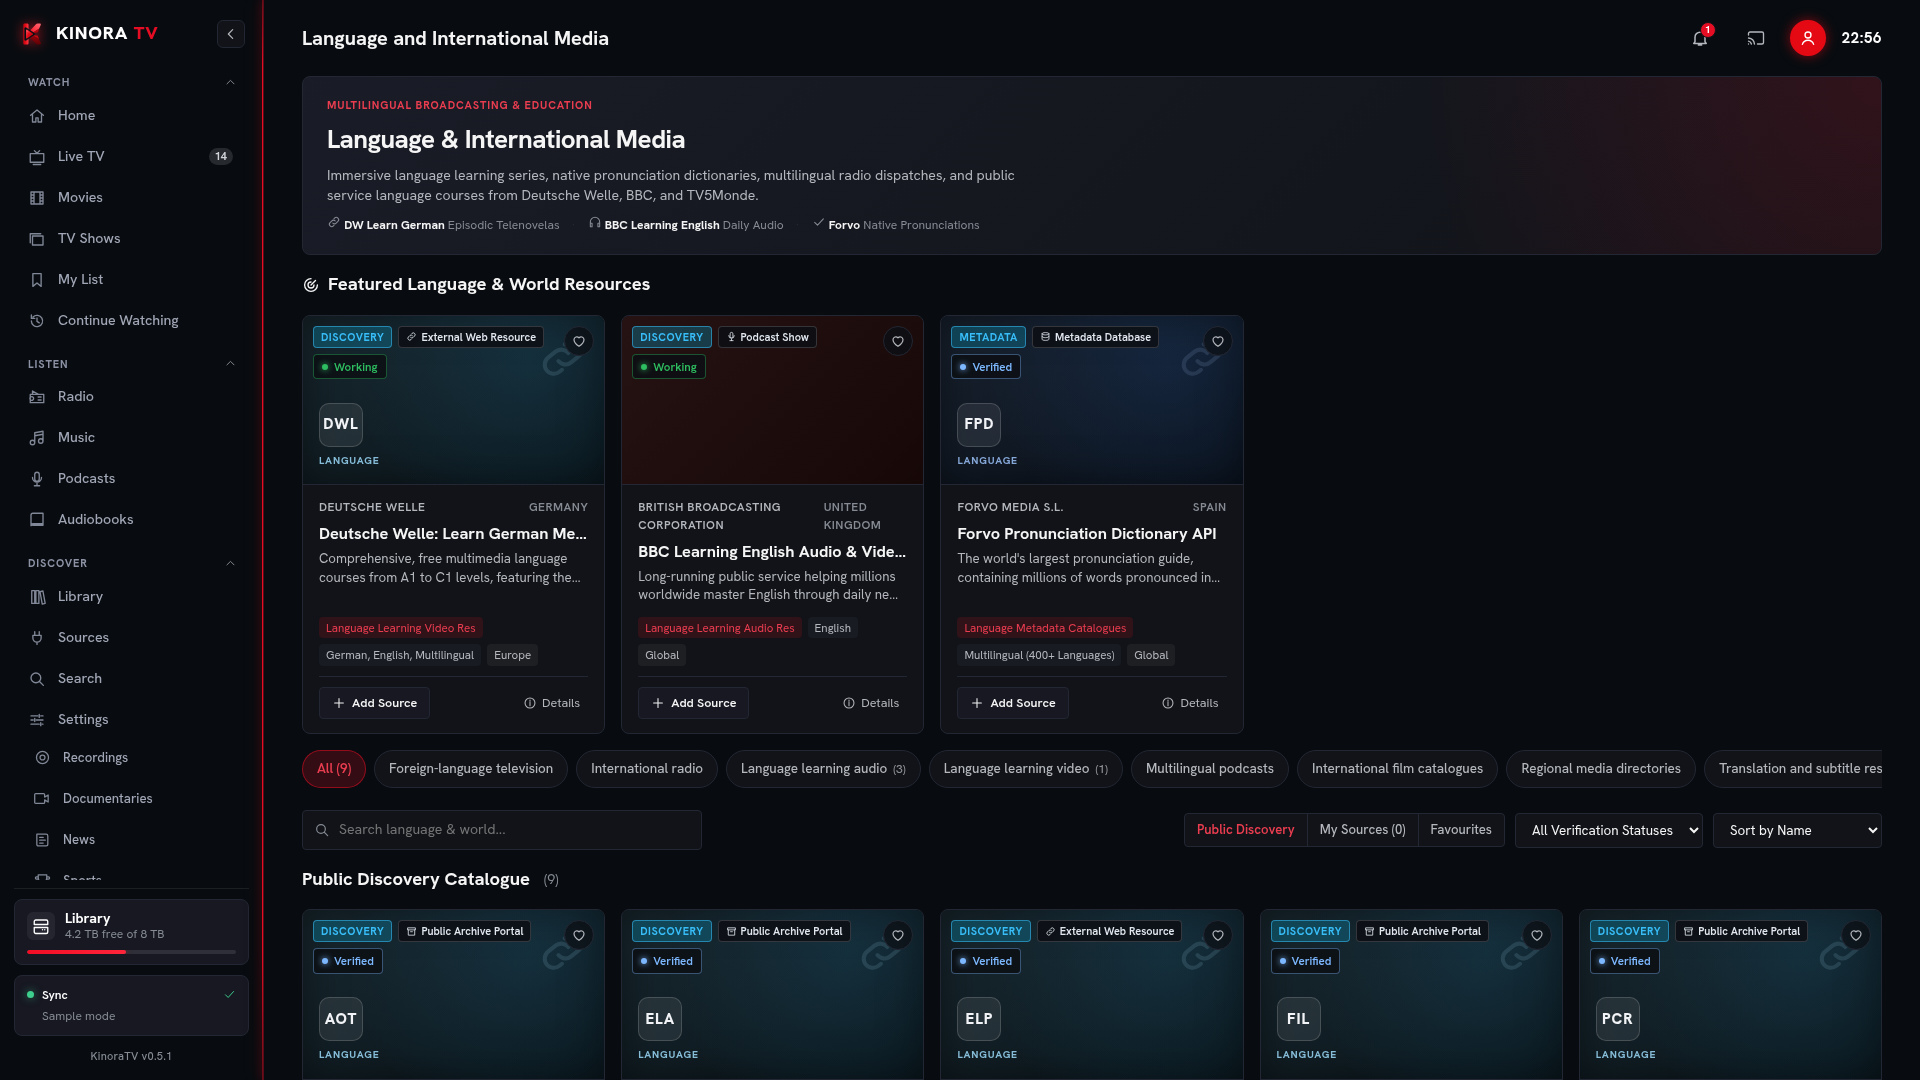 KINORA TV
WATCH
Home
Live TV 14
Movies
TV Shows
My List
Continue Watching
LISTEN
Radio
Music
Podcasts
Audiobooks
DISCOVER
Library
Sources
Search
Settings
Recordings
Documentaries
News
Sports
Library
4.2 TB free of 8 TB
Sync
Sample mode
KinoraTV v0.5.1
Language and International Media
1
22:56
MULTILINGUAL BROADCASTING & EDUCATION
Language & International Media
Immersive language learning series, native pronunciation dictionaries, multilingual radio dispatches, and public
service language courses from Deutsche Welle, BBC, and TV5Monde.
DW Learn German Episodic Telenovelas BBC Learning English Daily Audio Forvo Native Pronunciations
Featured Language & World Resources
DISCOVERY External Web Resource
Working
DWL
LANGUAGE
DEUTSCHE WELLE GERMANY
Deutsche Welle: Learn German Me...
Comprehensive, free multimedia language
courses from A1 to C1 levels, featuring the...
Language Learning Video Res
German, English, Multilingual Europe
Add Source Details
DISCOVERY Podcast Show
Working
BRITISH BROADCASTING UNITED
CORPORATION KINGDOM
BBC Learning English Audio & Vide...
Long-running public service helping millions
worldwide master English through daily ne...
Language Learning Audio Res English
Global
Add Source Details
METADATA Metadata Database
Verified
FPD
LANGUAGE
FORVO MEDIA S.L. SPAIN
Forvo Pronunciation Dictionary API
The world's largest pronunciation guide,
containing millions of words pronounced in...
Language Metadata Catalogues
Multilingual (400+ Languages) Global
Add Source Details
All (9) Foreign-language television International radio Language learning audio (3) Language learning video (1) Multilingual podcasts International film catalogues Regional media directories Translation and subtitle res
Search language & world...
Public Discovery My Sources (0) Favourites All Verification Statuses Sort by Name
Public Discovery Catalogue (9)
DISCOVERY Public Archive Portal
Verified
AOT
LANGUAGE
DISCOVERY Public Archive Portal
Verified
ELA
LANGUAGE
DISCOVERY External Web Resource
Verified
ELP
LANGUAGE
DISCOVERY Public Archive Portal
Verified
FIL
LANGUAGE
DISCOVERY Public Archive Portal
Verified
PCR
LANGUAGE